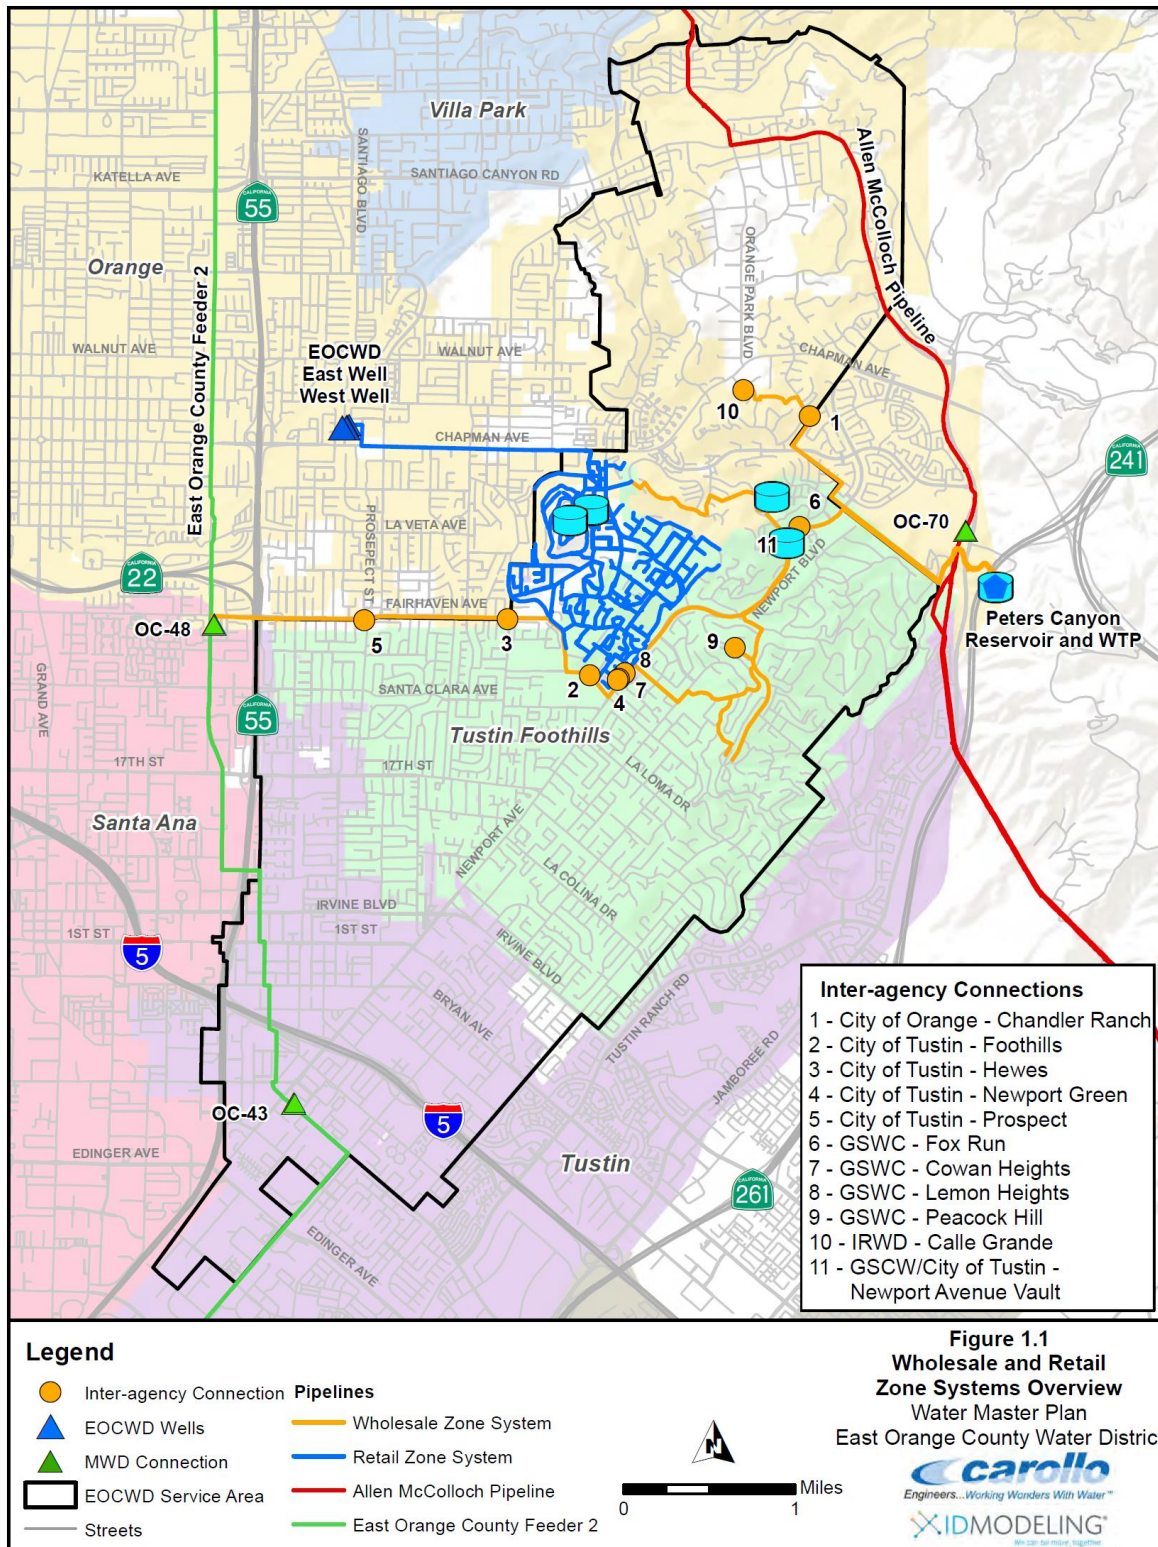 Villa Park
SANTIAGO BLVD
KATELLA AVE
SANTIAGO CANYON RD
CALIFORNIA
55
Allen McColloch Pipeline
ORANGE PARK BLVD
Orange
East Orange County Feeder 2
WALNUT AVE
EOCWD
East Well
West Well
WALNUT AVE
CHAPMAN AVE
10
1
CHAPMAN AVE
CALIFORNIA
241
6
OC-70
PROSPECT ST
LA VETA AVE
11
NEWPORT BLVD
CALIFORNIA
22
FAIRHAVEN AVE
Peters Canyon
Reservoir and WTP
OC-48
5
3
9
8
7
2
4
GRAND AVE
SANTA CLARA AVE
CALIFORNIA
55
Tustin Foothills
17TH ST
17TH ST
LA LOMA DR
Santa Ana
NEWPORT AVE
LA COLINA DR
IRVINE BLVD
1ST ST
1ST ST
5
IRVINE BLVD
BRYAN AVE
TUSTIN RANCH RD
JAMBOREE RD
OC-43
5
EDINGER AVE
Tustin
CALIFORNIA
261
EDINGER AVE
Inter-agency Connections
1 - City of Orange - Chandler Ranch
2 - City of Tustin - Foothills
3 - City of Tustin - Hewes
4 - City of Tustin - Newport Green
5 - City of Tustin - Prospect
6 - GSWC - Fox Run
7 - GSWC - Cowan Heights
8 - GSWC - Lemon Heights
9 - GSWC - Peacock Hill
10 - IRWD - Calle Grande
11 - GSCW/City of Tustin -
Newport Avenue Vault
Legend
Inter-agency Connection
EOCWD Wells
MWD Connection
EOCWD Service Area
Streets
Pipelines
Wholesale Zone System
Retail Zone System
Allen McColloch Pipeline
East Orange County Feeder 2
N
Miles
0 1
Figure 1.1
Wholesale and Retail
Zone Systems Overview
Water Master Plan
East Orange County Water Distric
carollo
Engineers...Working Wonders With Water™
IDMODELING®
We can be move, together